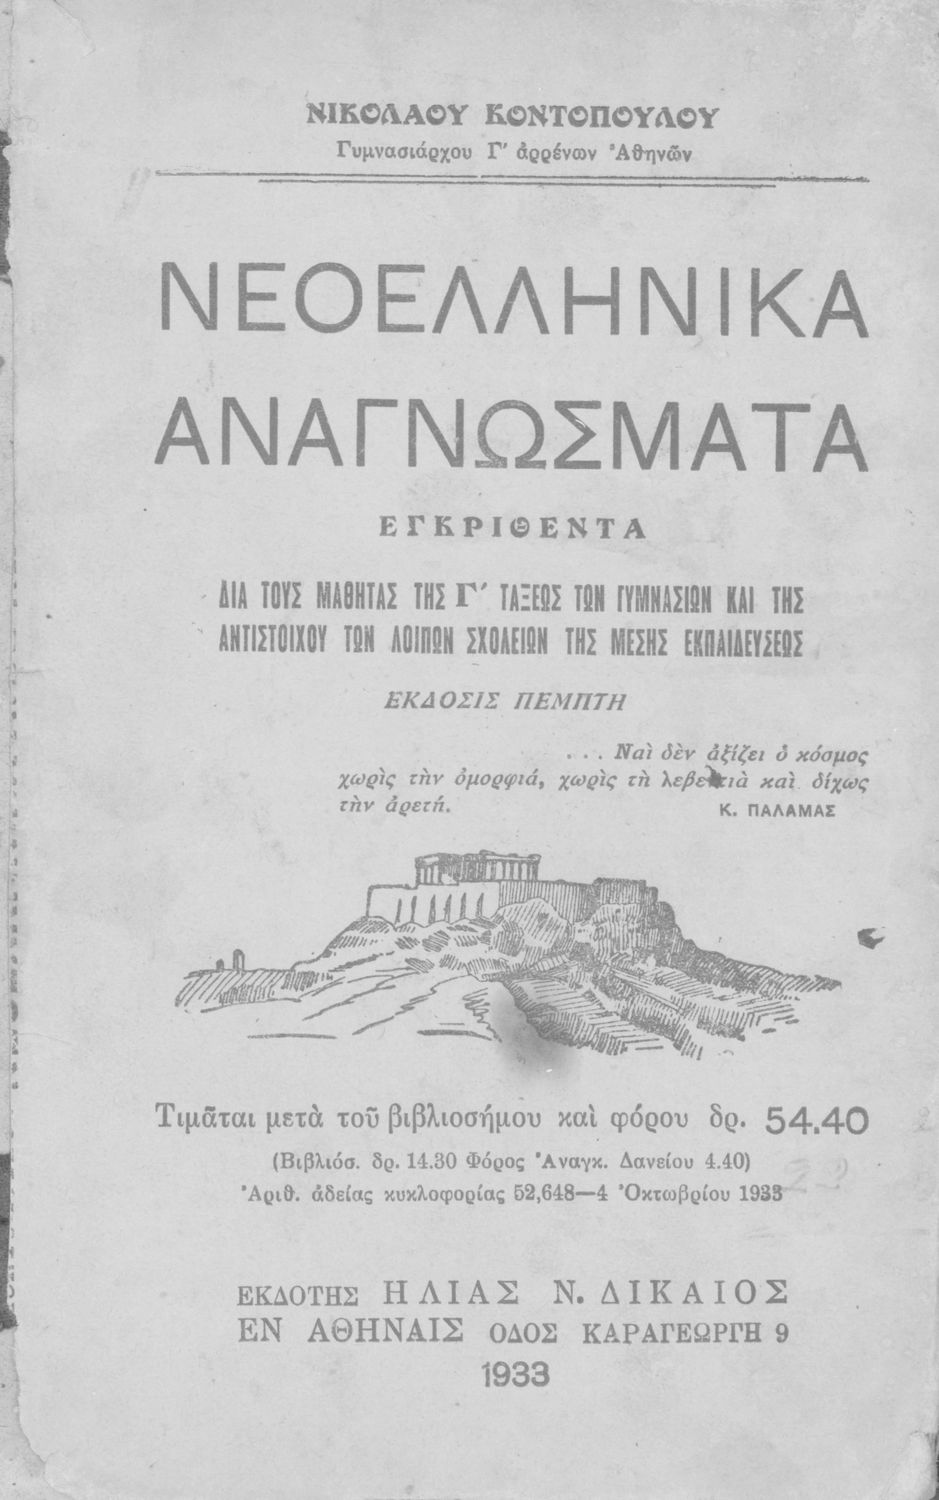 ΝΙΚΟΛΑΟΥ ΚΟΝΤΟΠΟΥΛΟΥ
Γυμνασιάρχου Γ' ἀρρένων Ἀθηνῶν
ΝΕΟΕΛΛΗΝΙΚΑ
ΑΝΑΓΝΩΣΜΑΤΑ
ΕΓΚΡΙΘΕΝΤΑ
ΔΙΑ ΤΟΥΣ ΜΑΘΗΤΑΣ ΤΗΣ Γ' ΤΑΞΕΩΣ ΤΩΝ ΓΥΜΝΑΣΙΩΝ ΚΑΙ ΤΗΣ
ΑΝΤΙΣΤΟΙΧΟΥ ΤΩΝ ΛΟΙΠΩΝ ΣΧΟΛΕΙΩΝ ΤΗΣ ΜΕΣΗΣ ΕΚΠΑΙΔΕΥΣΕΩΣ
ΕΚΔΟΣΙΣ ΠΕΜΠΤΗ
. . . Ναὶ δὲν ἀξίζει ὁ κόσμος
χωρὶς τὴν ὀμορφιά, χωρὶς τὴ λεβεντιὰ καὶ δίχως
τὴν ἀρετή.
Κ. ΠΑΛΑΜΑΣ
Τιμᾶται μετὰ τοῦ βιβλιοσήμου καὶ φόρου δρ. 54.40
(Βιβλιόσ. δρ. 14.30 Φόρος Ἀναγκ. Δανείου 4.40)
Ἀριθ. ἀδείας κυκλοφορίας 52,648—4 Ὀκτωβρίου 1933
ΕΚΔΟΤΗΣ ΗΛΙΑΣ Ν. ΔΙΚΑΙΟΣ
ΕΝ ΑΘΗΝΑΙΣ ΟΔΟΣ ΚΑΡΑΓΕΩΡΓΗ 9
1933